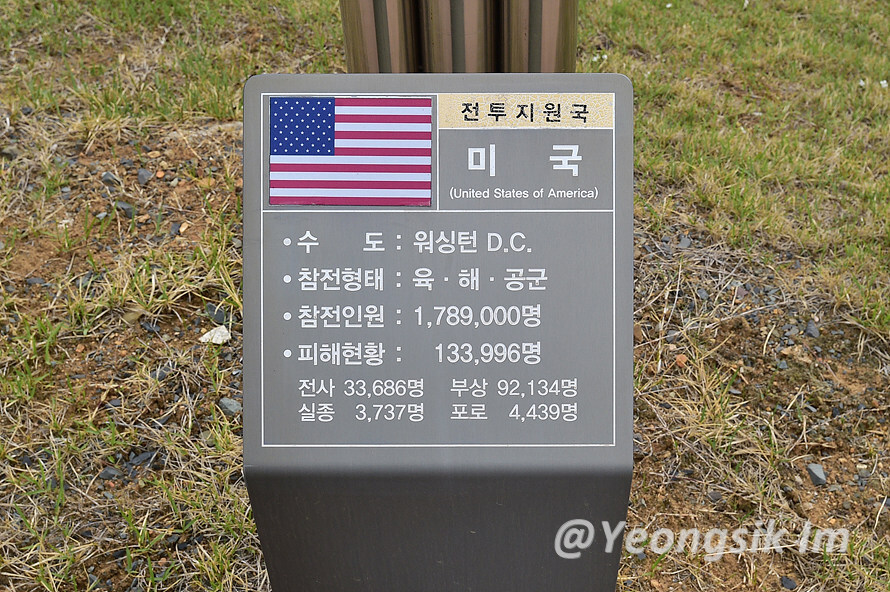 전투지원국
미 국
(United States of America)
• 수 도 : 워싱턴 D.C.
• 참전형태 : 육 · 해 · 공군
• 참전인원 : 1,789,000명
• 피해현황 : 133,996명
전사 33,686명 부상 92,134명
실종 3,737명 포로 4,439명
@Yeongsik Im